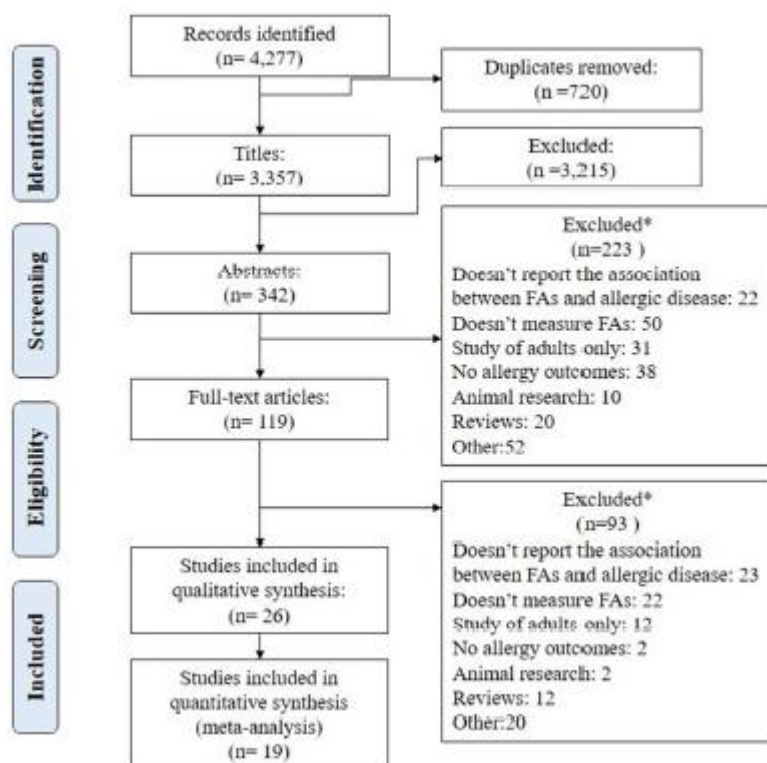 Identification
Screening
Eligibility
Included
Records identified
(n= 4,277)
Duplicates removed:
(n =720)
Titles:
(n = 3,357)
Excluded:
(n =3,215)
Abstracts:
(n = 342)
Excluded*
(n=223 )
Doesn't report the association
between FAs and allergic disease: 22
Doesn't measure FAs: 50
Study of adults only: 31
No allergy outcomes: 38
Animal research: 10
Reviews: 20
Other:52
Full-text articles:
(n= 119)
Excluded*
(n=93 )
Doesn't report the association
between FAs and allergic disease: 23
Doesn't measure FAs: 22
Study of adults only: 12
No allergy outcomes: 2
Animal research: 2
Reviews: 12
Other:20
Studies included in
qualitative synthesis:
(n = 26)
Studies included in
quantitative synthesis
(meta-analysis)
(n= 19)